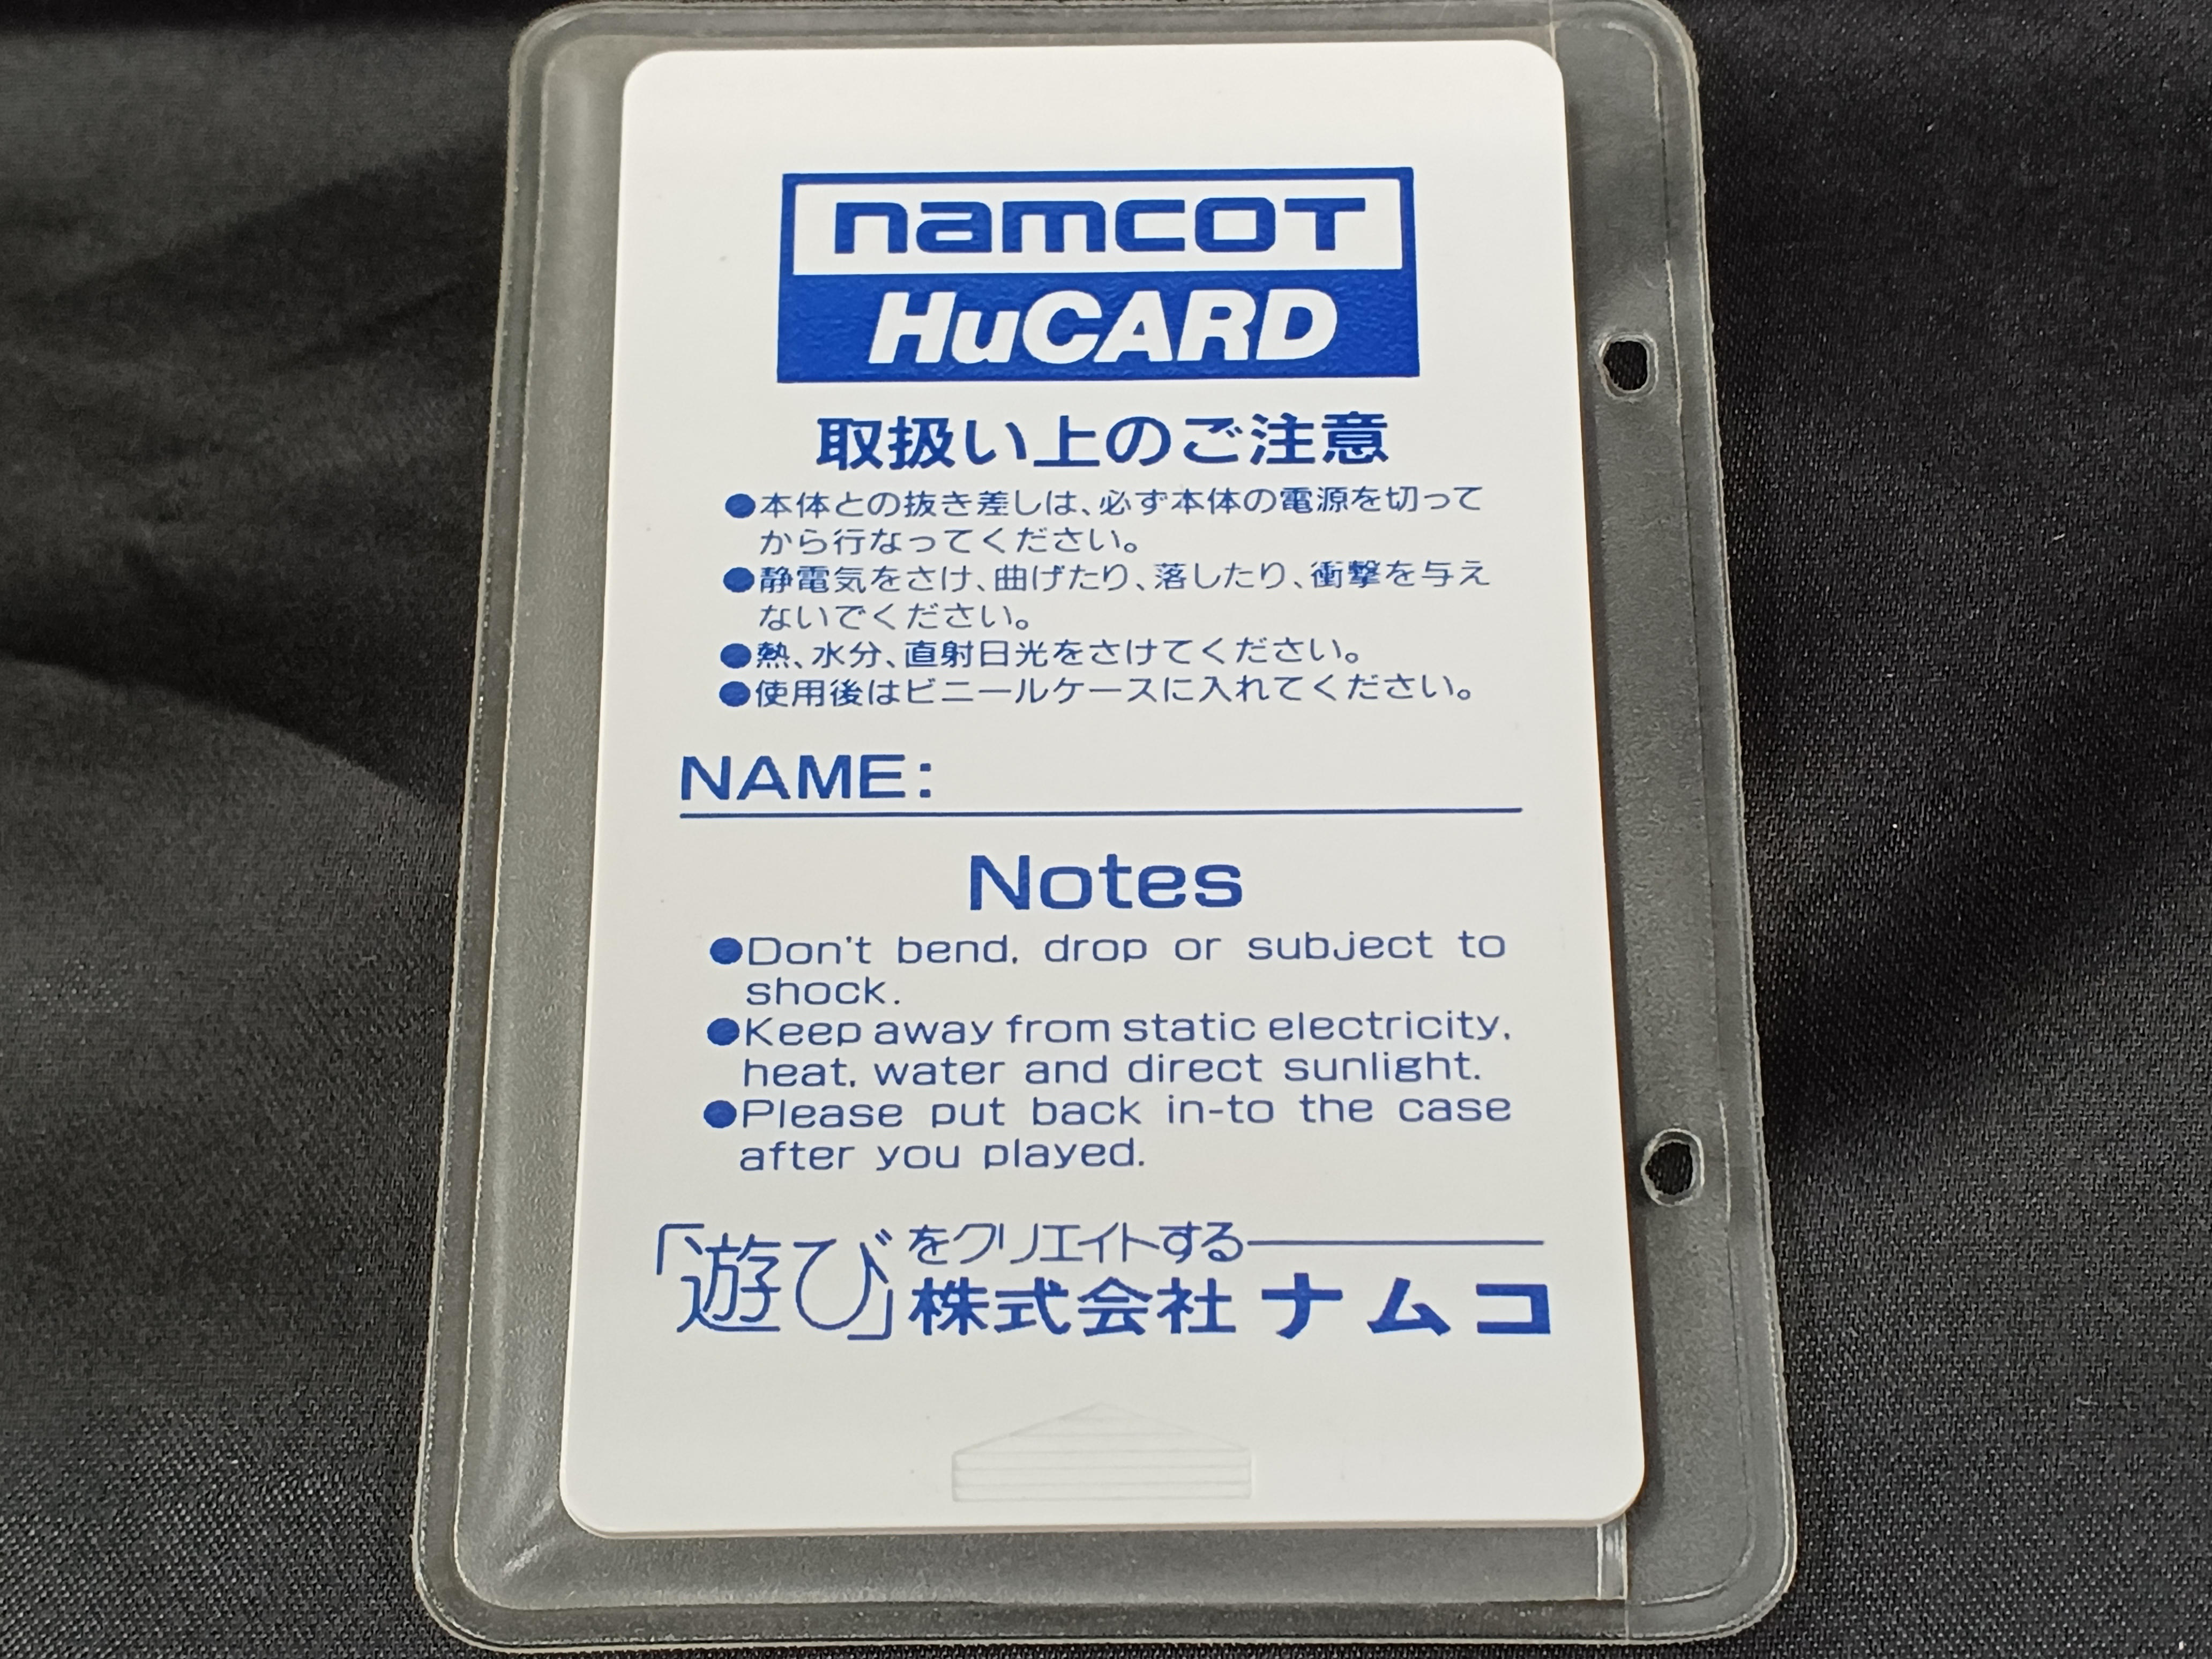 namcoT
HuCARD
取扱い上のご注意
●本体との抜き差しは、必ず本体の電源を切って
から行なってください。
●静電気をさけ、曲げたり、落したり、衝撃を与え
ないでください。
●熱、水分、直射日光をさけてください。
●使用後はビニールケースに入れてください。
NAME:
Notes
●Don't bend, drop or subject to
shock.
●Keep away from static electricity,
heat, water and direct sunlight.
●Please put back in-to the case
after you played.
「遊び」をクリエイトする
株式会社ナムコ